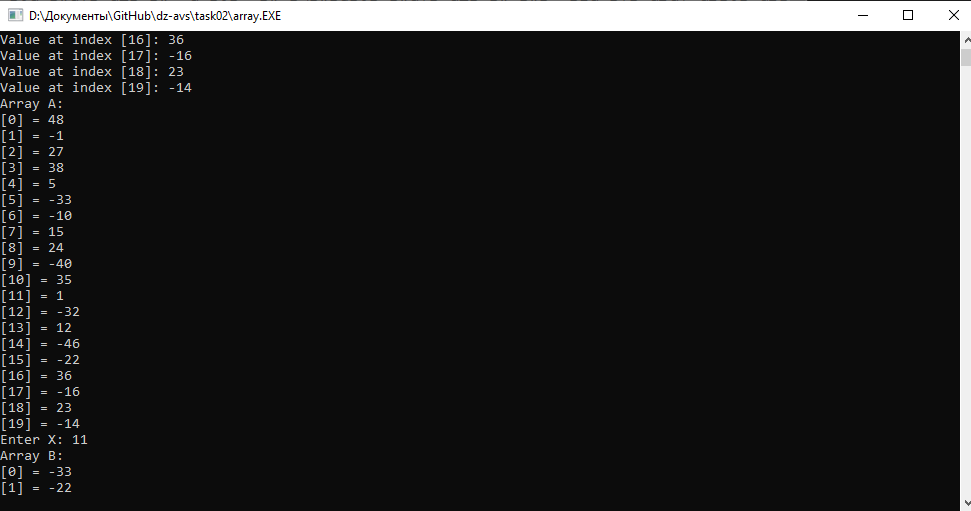 D:\Документы\GitHub\dz-avs\task02\array.EXE
Value at index [16]: 36
Value at index [17]: -16
Value at index [18]: 23
Value at index [19]: -14
Array A:
[0] = 48
[1] = -1
[2] = 27
[3] = 38
[4] = 5
[5] = -33
[6] = -10
[7] = 15
[8] = 24
[9] = -40
[10] = 35
[11] = 1
[12] = -32
[13] = 12
[14] = -46
[15] = -22
[16] = 36
[17] = -16
[18] = 23
[19] = -14
Enter X: 11
Array B:
[0] = -33
[1] = -22